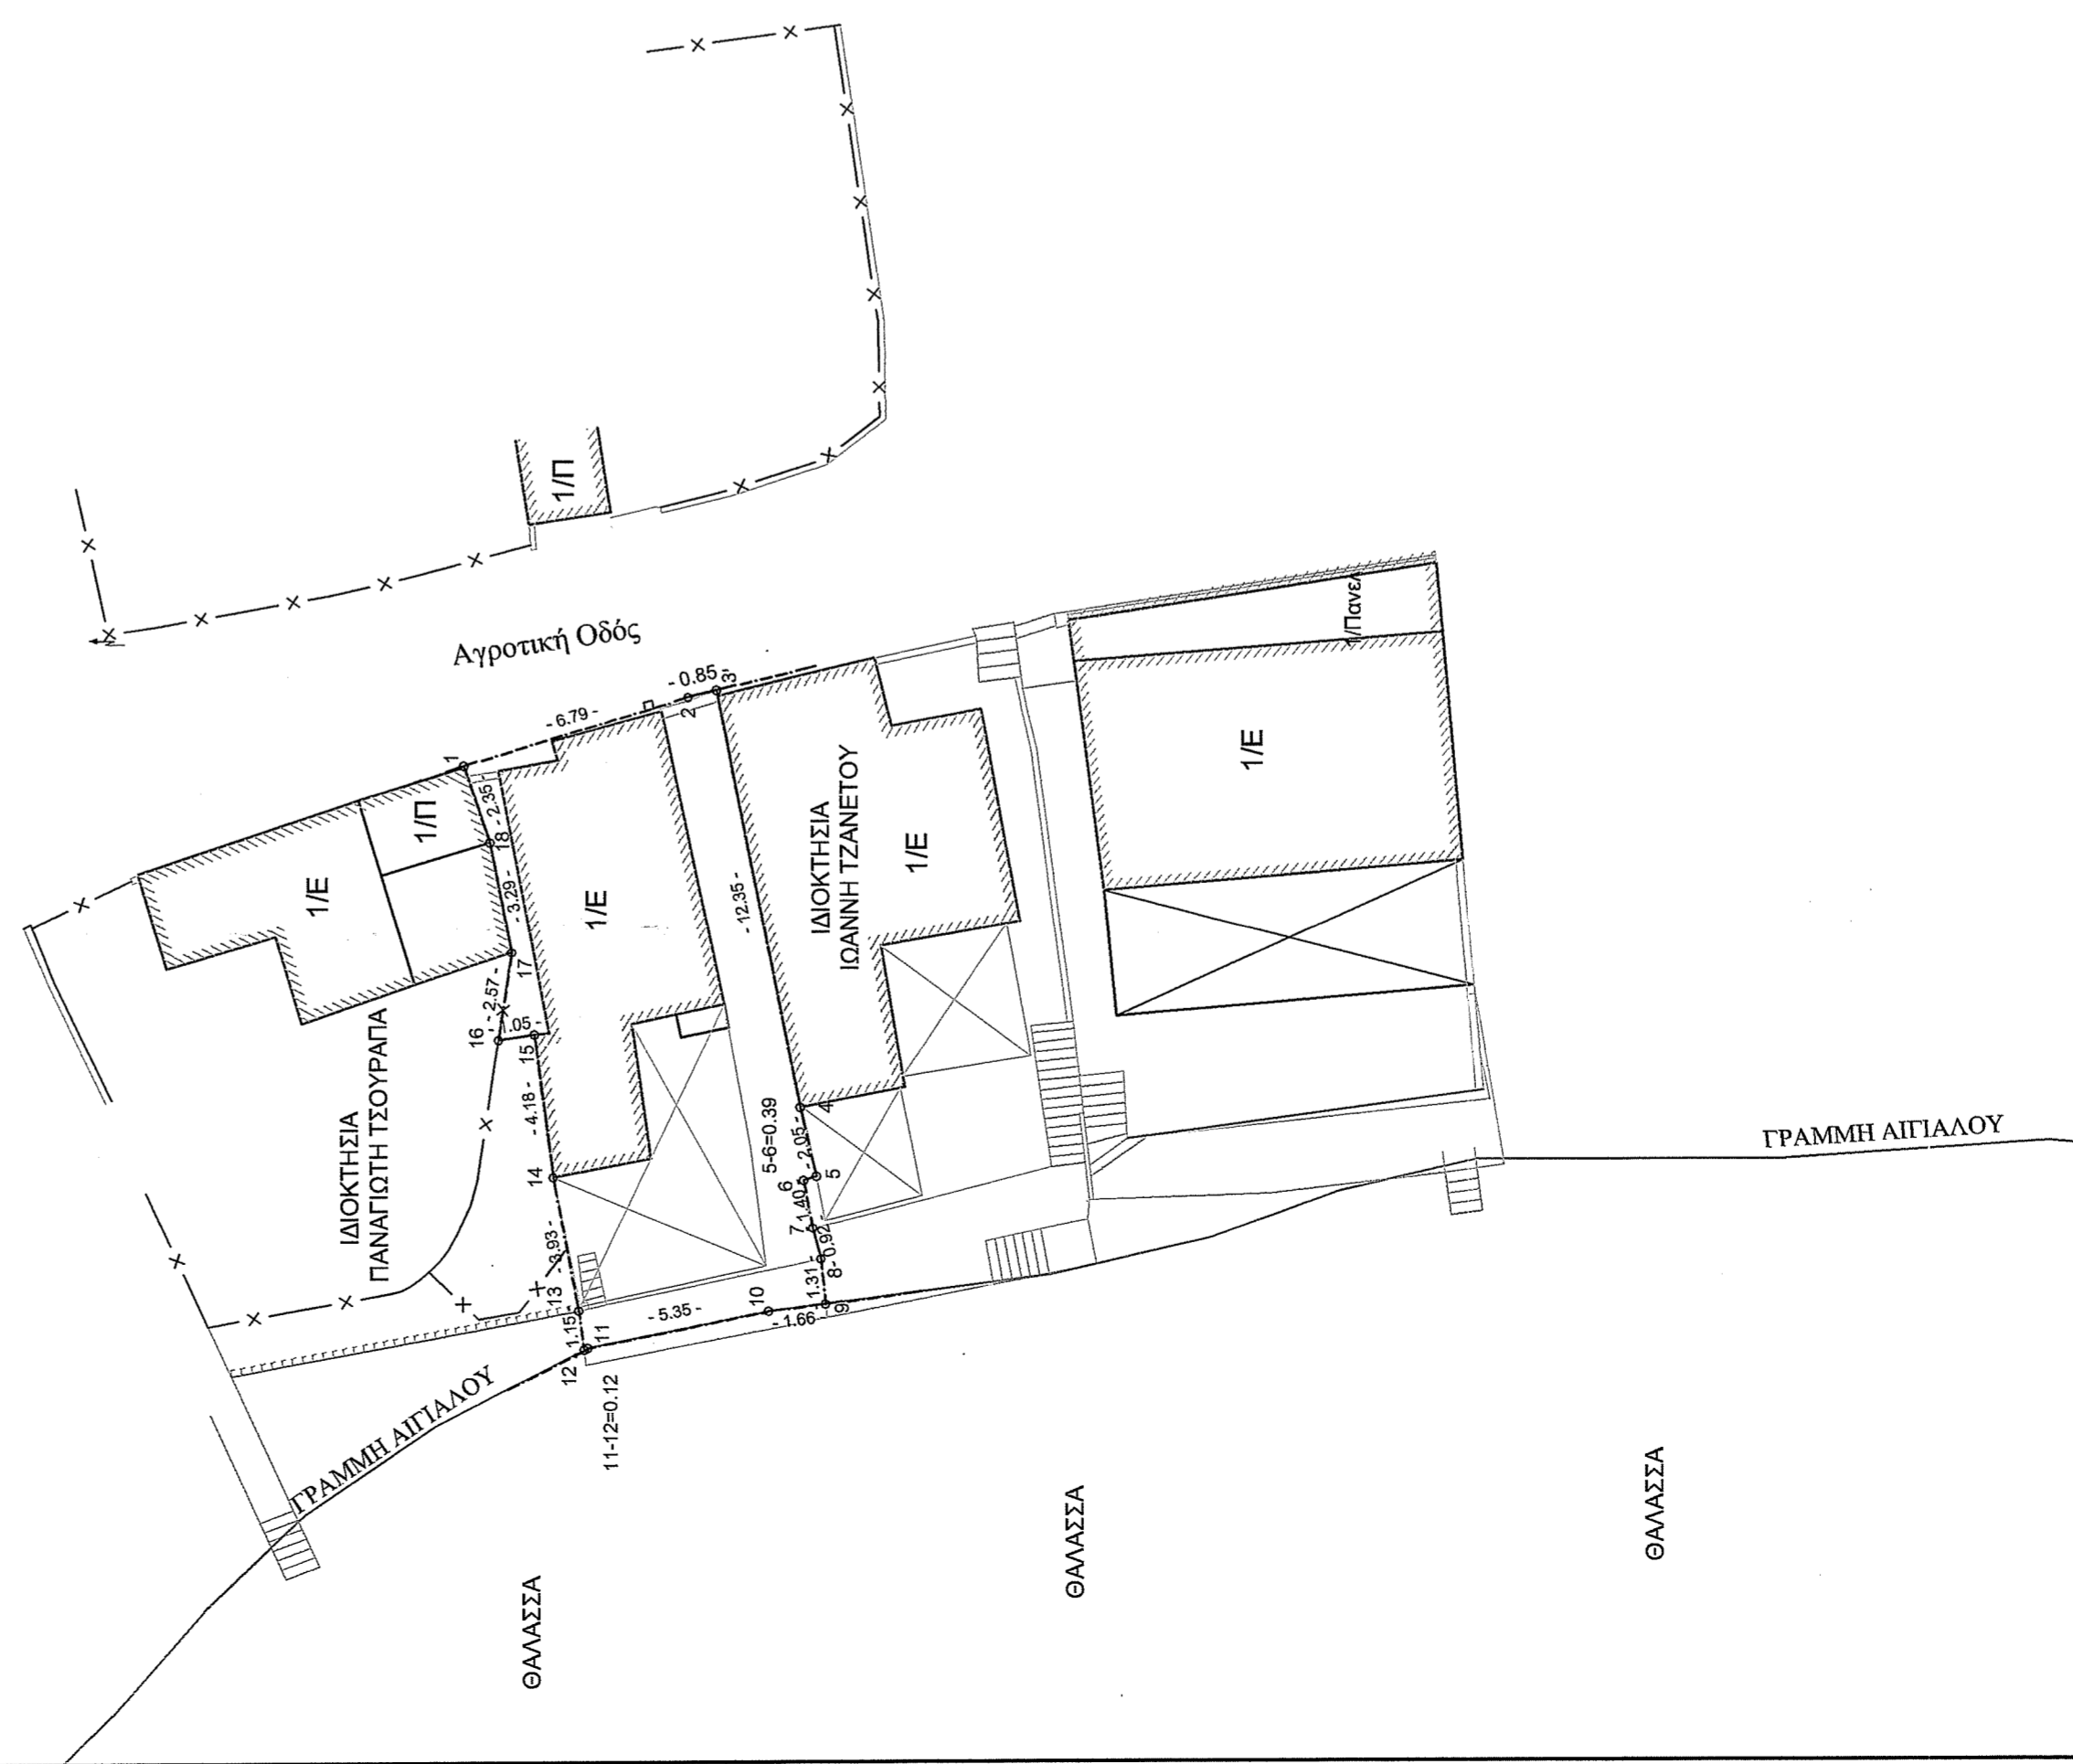 1/Π
Αγροτική Οδός
- 0.85 -
3
2
- 6.79 -
1
1/Πανελ
1/Ε
1/Π
- 2.35 -
18
ΙΔΙΟΚΤΗΣΙΑ
ΙΩΑΝΝΗ ΤΖΑΝΕΤΟΥ
1/Ε
1/Ε
- 3.29 -
1/Ε
- 12.35 -
17
- 2.57 -
16
1.05 -
15
ΙΔΙΟΚΤΗΣΙΑ
ΠΑΝΑΓΙΩΤΗ ΤΣΟΥΡΑΠΑ
- 4.18 -
14
4
- 2.05 -
5-6=0.39
5
6
1.40
7
- 0.92
8
- 3.93 -
13
1.31 -
9
10
- 5.35 -
- 1.66 -
1.15
11
12
11-12=0.12
ΓΡΑΜΜΗ ΑΙΓΙΑΛΟΥ
ΓΡΑΜΜΗ ΑΙΓΙΑΛΟΥ
ΘΑΛΑΣΣΑ
ΘΑΛΑΣΣΑ
ΘΑΛΑΣΣΑ